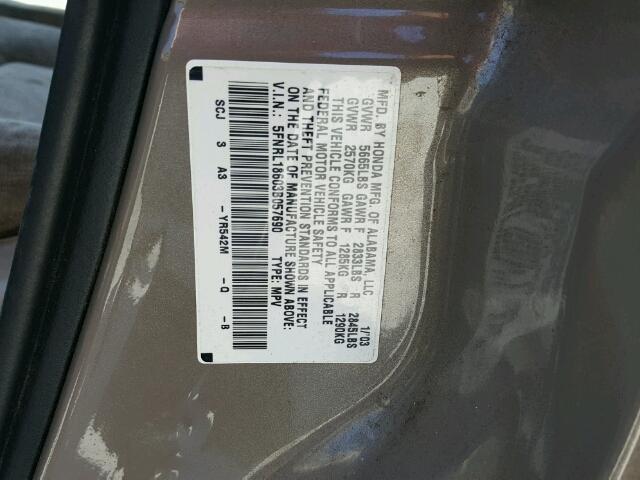 MFD. BY HONDA MFG. OF ALABAMA, LLC 1/'03
GVWR 5665LBS GAWR F 2833LBS R 2845LBS
GVWR 2570KG GAWR F 1285KG R 1290KG
THIS VEHICLE CONFORMS TO ALL APPLICABLE
FEDERAL MOTOR VEHICLE SAFETY
AND THEFT PREVENTION STANDARDS IN EFFECT
ON THE DATE OF MANUFACTURE SHOWN ABOVE:
V.I.N.: 5FNRL18603B057690 TYPE: MPV
SCJ 3 A3 -YR542M -Q -B